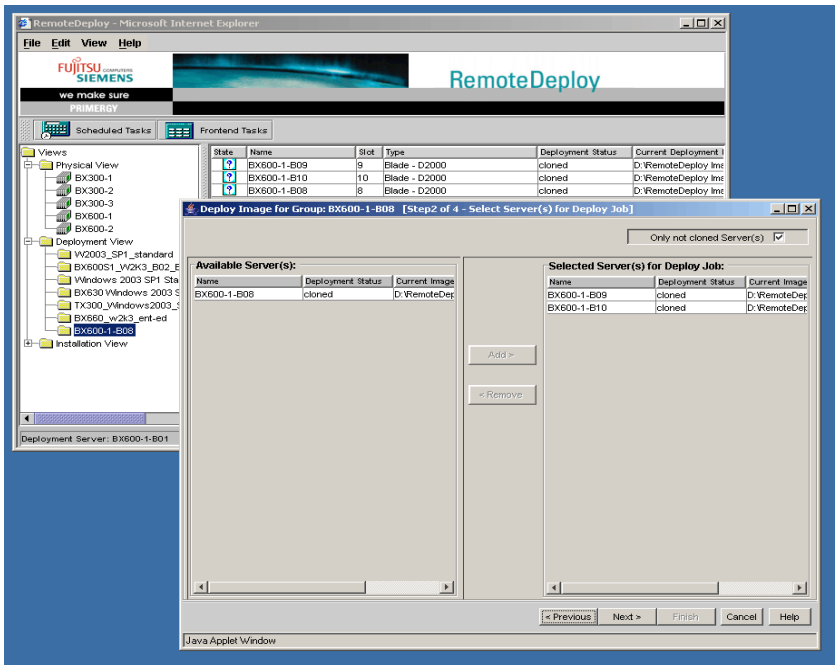 RemoteDeploy - Microsoft Internet Explorer
File Edit View Help
FUJITSU COMPUTERS
SIEMENS
we make sure
PRIMERGY
RemoteDeploy
Scheduled Tasks Frontend Tasks
Views
Physical View
BX300-1
BX300-2
BX300-3
BX600-1
BX600-2
Deployment View
W2003_SP1_standard
BX600S1_W2K3_B02_E
Windows 2003 SP1 Sta
BX630 Windows 2003 S
TX300_Windows2003_S
BX660_w2k3_ent-ed
BX600-1-B08
Installation View
State Name Slot Type Deployment Status Current Deployment I
? BX600-1-B09 9 Blade - D2000 cloned D:\RemoteDeploy Ima
? BX600-1-B10 10 Blade - D2000 cloned D:\RemoteDeploy Ima
? BX600-1-B08 8 Blade - D2000 cloned D:\RemoteDeploy Ima
Deployment Server: BX600-1-B01
Deploy Image for Group: BX600-1-B08 [Step2 of 4 - Select Server(s) for Deploy Job]
Only not cloned Server(s)
Available Server(s):
Name Deployment Status Current Image
BX600-1-B08 cloned D:\RemoteDep
Add »
« Remove
Selected Server(s) for Deploy Job:
Name Deployment Status Current Image
BX600-1-B09 cloned D:\RemoteDep
BX600-1-B10 cloned D:\RemoteDep
« Previous Next » Finish Cancel Help
Java Applet Window